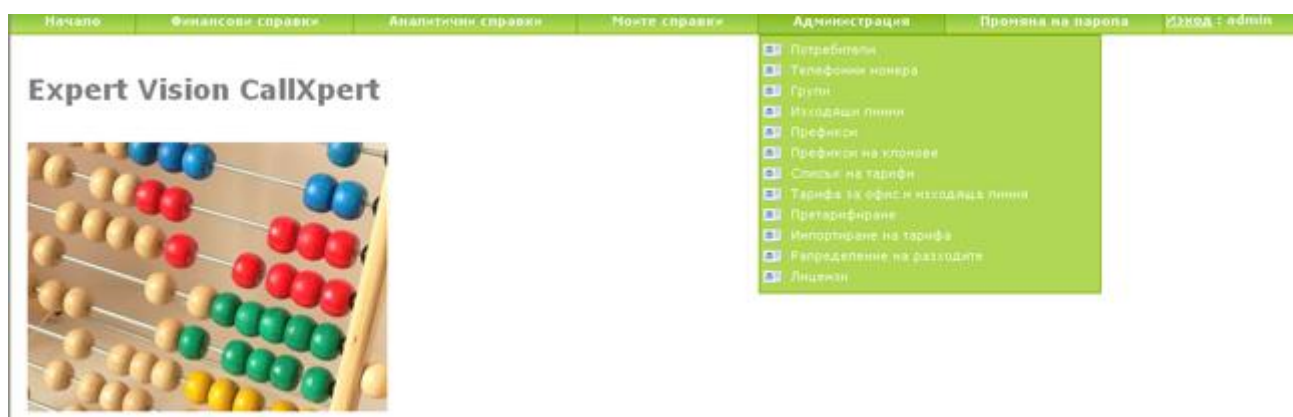 Начало Финансови справки Аналитични справки Моите справки Администрация Промяна на парола Изход : admin
Expert Vision CallXpert
Потребители
Телефонни номера
Групи
Изходящи линии
Префикси
Префикси на клонове
Списък на тарифи
Тарифа за офис и изходяща линия
Претарифиране
Импортиране на тарифа
Рапределение на разходите
Лицензи